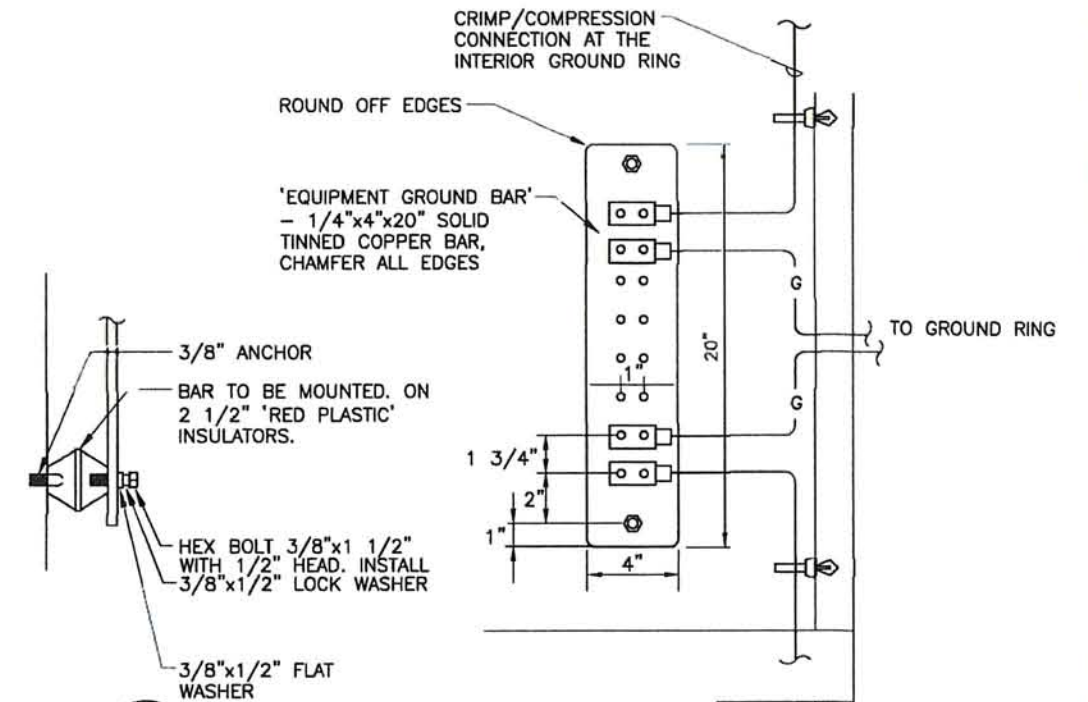 CRIMP/COMPRESSION
CONNECTION AT THE
INTERIOR GROUND RING
ROUND OFF EDGES
'EQUIPMENT GROUND BAR'
- 1/4"x4"x20" SOLID
TINNED COPPER BAR,
CHAMFER ALL EDGES
G
TO GROUND RING
20"
3/8" ANCHOR
1"
BAR TO BE MOUNTED. ON
2 1/2" 'RED PLASTIC'
INSULATORS.
G
1 3/4"
2"
1"
HEX BOLT 3/8"x1 1/2"
WITH 1/2" HEAD. INSTALL
3/8"x1/2" LOCK WASHER
4"
3/8"x1/2" FLAT
WASHER